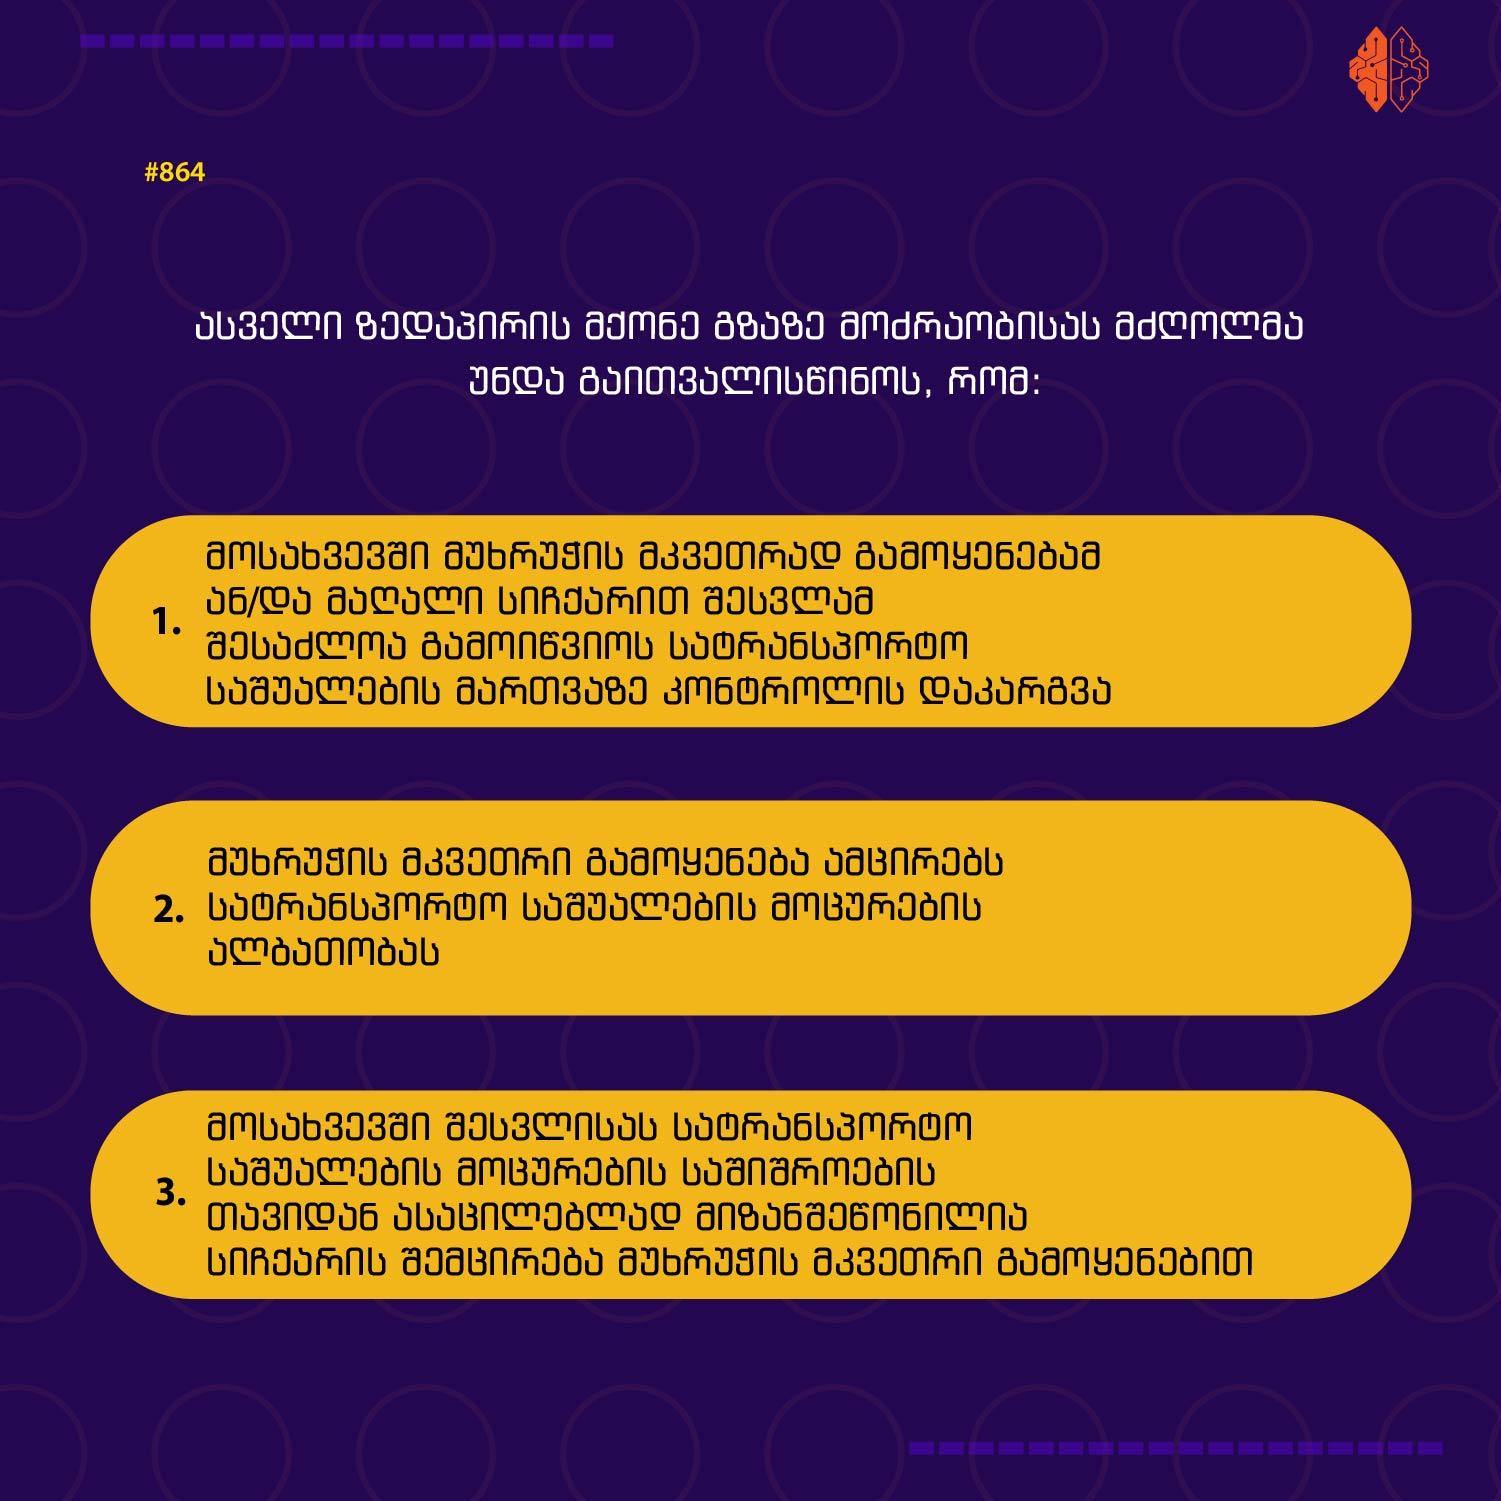 #864
ასველი ზედაპირის მქონე გზაზე მოძრაობისას მძღოლმა
უნდა გაითვალისწინოს, რომ:
1. მოსახვევში მუხრუჭის მკვეთრად გამოყენებამ
ან/და მაღალი სიჩქარით შესვლამ
შესაძლოა გამოიწვიოს სატრანსპორტო
საშუალების მართვაზე კონტროლის დაკარგვა
2. მუხრუჭის მკვეთრი გამოყენება ამცირებს
სატრანსპორტო საშუალების მოცურების
ალბათობას
3. მოსახვევში შესვლისას სატრანსპორტო
საშუალების მოცურების საშიშროების
თავიდან ასაცილებლად მიზანშეწონილია
სიჩქარის შემცირება მუხრუჭის მკვეთრი გამოყენებით